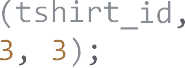 (tshirt_id,
3, 3);